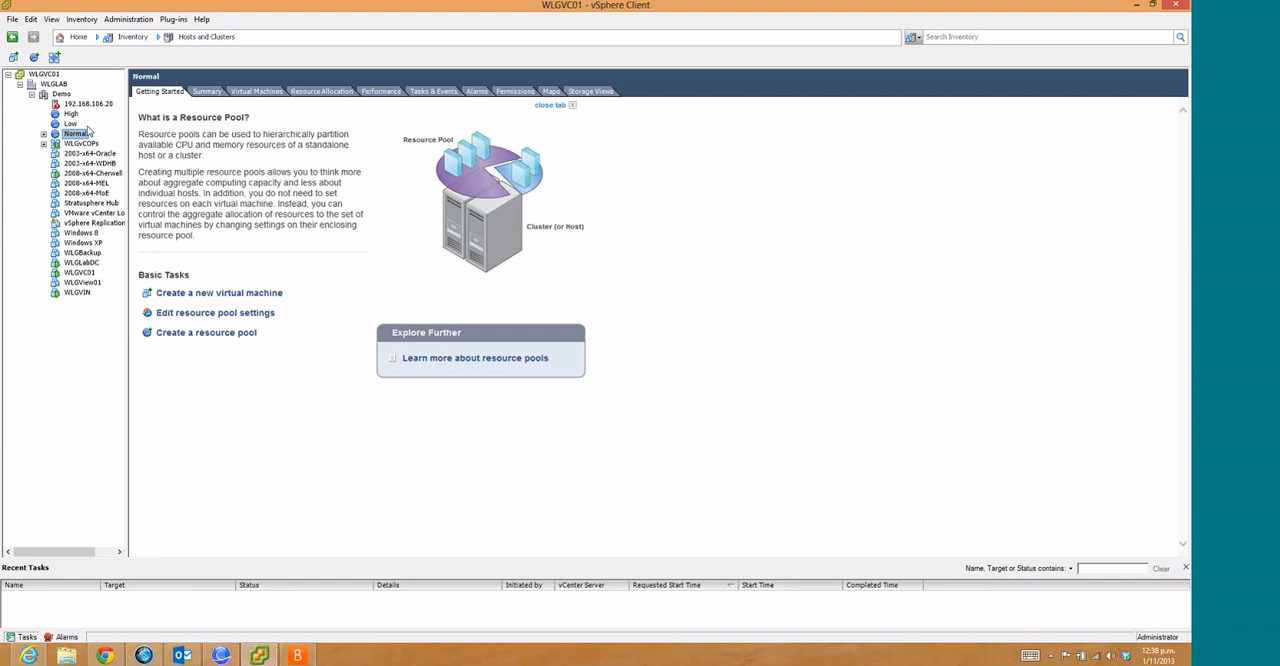 WLGVC01 - vSphere Client
File Edit View Inventory Administration Plug-ins Help
Home Inventory Hosts and Clusters
Search Inventory
WLGVC01
WLGLAB
Demo
192.168.106.20
High
Low
Normal
WLGvCOPs
2003-x64-Oracle
2003-x64-WDHB
2008-x64-Cherwell
2008-x64-MEL
2008-x64-MoE
Stratusphere Hub
VMware vCenter Lo
vSphere Replication
Windows 8
Windows XP
WLGBackup
WLGLabDC
WLGVC01
WLGView01
WLGVIN
Normal
Getting Started Summary Virtual Machines Resource Allocation Performance Tasks & Events Alarms Permissions Maps Storage Views
close tab
What is a Resource Pool?
Resource pools can be used to hierarchically partition
available CPU and memory resources of a standalone
host or a cluster.
Creating multiple resource pools allows you to think more
about aggregate computing capacity and less about
individual hosts. In addition, you do not need to set
resources on each virtual machine. Instead, you can
control the aggregate allocation of resources to the set of
virtual machines by changing settings on their enclosing
resource pool.
Resource Pool
Cluster (or Host)
Basic Tasks
Create a new virtual machine
Edit resource pool settings
Create a resource pool
Explore Further
Learn more about resource pools
Recent Tasks
Name, Target or Status contains:
Clear
Name Target Status Details Initiated by vCenter Server Requested Start Time Start Time Completed Time
Tasks Alarms
Administrator
B
12:38 p.m.
1/11/2013